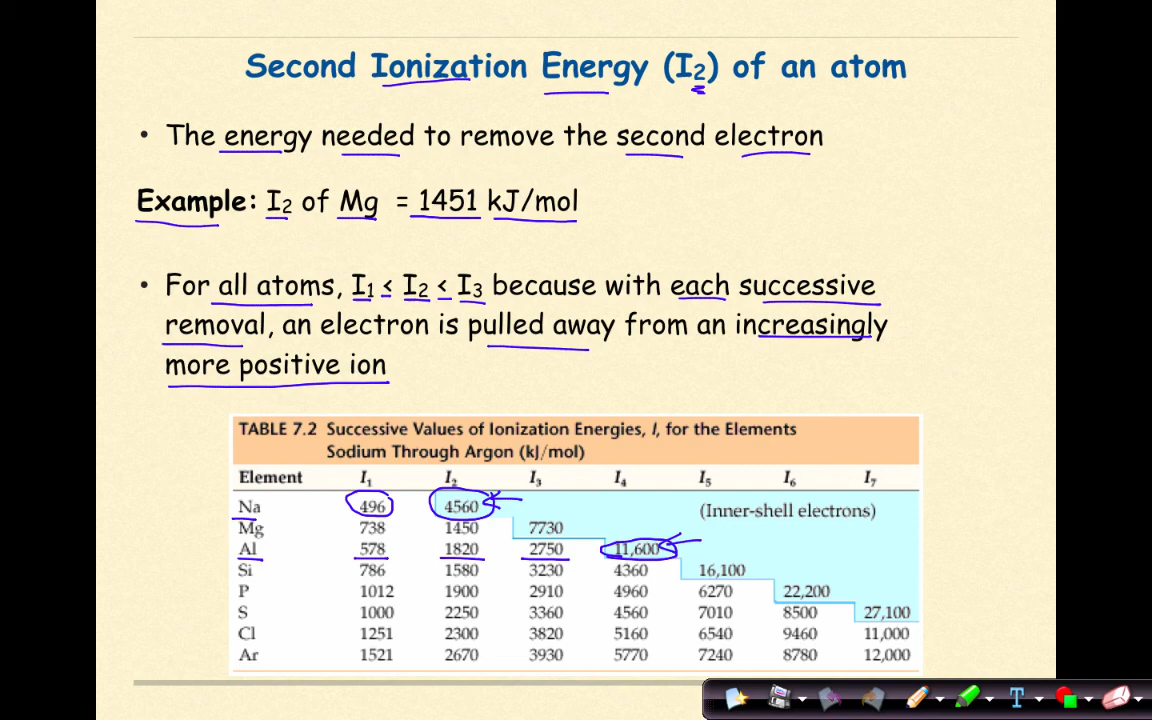 Second Ionization Energy (I2) of an atom
• The energy needed to remove the second electron
Example: I2 of Mg = 1451 kJ/mol
• For all atoms, I1 < I2 < I3 because with each successive
removal, an electron is pulled away from an increasingly
more positive ion
TABLE 7.2 Successive Values of Ionization Energies, I, for the Elements
Sodium Through Argon (kJ/mol)
Element I1 I2 I3 I4 I5 I6 I7
Na 496 4560 (Inner-shell electrons)
Mg 738 1450 7730
Al 578 1820 2750 11,600
Si 786 1580 3230 4360 16,100
P 1012 1900 2910 4960 6270 22,200
S 1000 2250 3360 4560 7010 8500 27,100
Cl 1251 2300 3820 5160 6540 9460 11,000
Ar 1521 2670 3930 5770 7240 8780 12,000
T